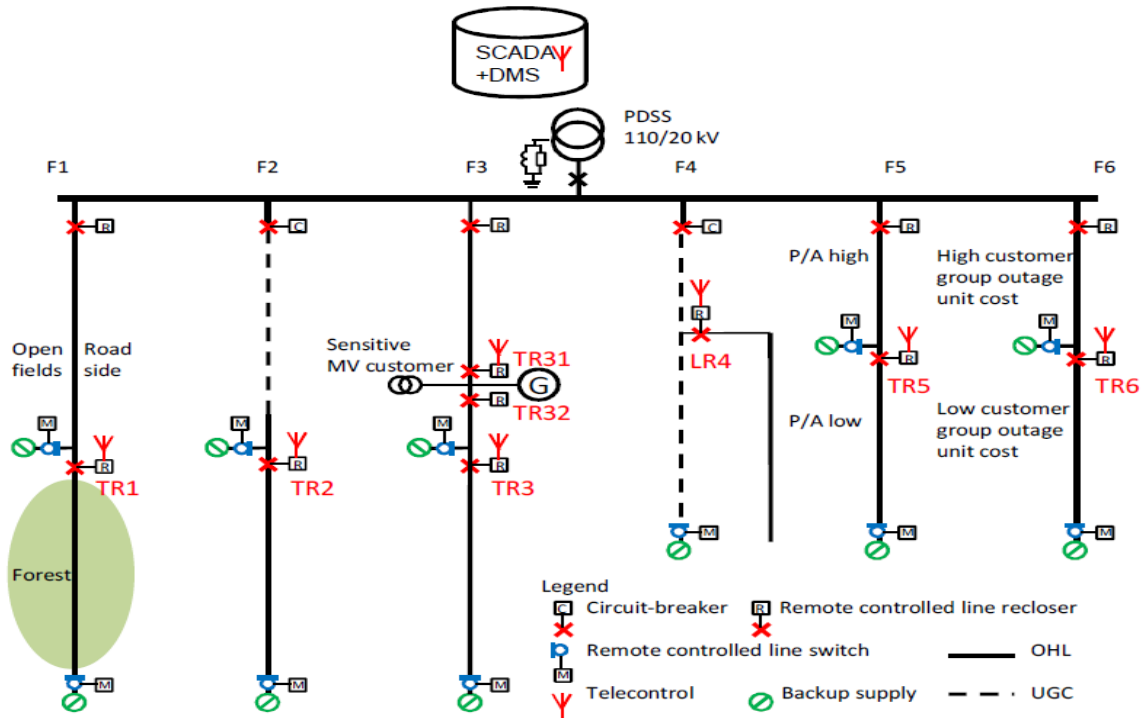 SCADA
+DMS
PDSS
110/20 kV
F1
F2
F3
F4
F5
F6
R
C
R
C
R
R
P/A high
High customer
group outage
unit cost
Open
fields
Road
side
Sensitive
MV customer
R
TR31
G
R
TR32
R
LR4
M
R
TR5
M
R
TR6
P/A low
Low customer
group outage
unit cost
M
R
TR1
M
R
TR2
M
R
TR3
Forest
M
M
M
M
M
M
Legend
C
Circuit-breaker
R
Remote controlled line recloser
Remote controlled line switch
M
OHL
Telecontrol
Backup supply
UGC